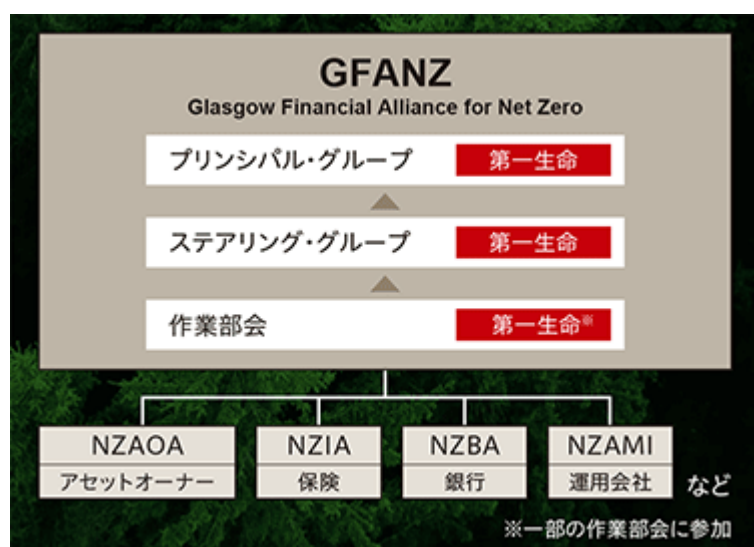 GFANZ
Glasgow Financial Alliance for Net Zero
プリンシパル・グループ 第一生命
ステアリング・グループ 第一生命
作業部会 第一生命※
NZAOA NZIA NZBA NZAMI
アセットオーナー 保険 銀行 運用会社 など
※一部の作業部会に参加